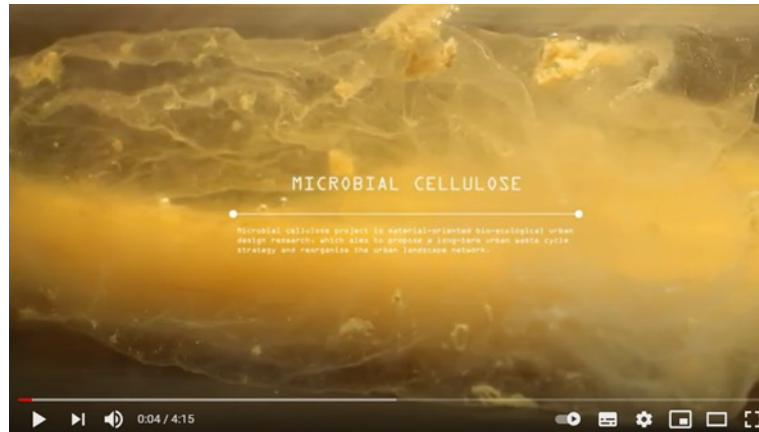 MICROBIAL CELLULOSE
Microbial cellulose project is material-oriented bio-ecological urban
design research, which aims to propose a long-term urban waste cycle
strategy and reorganise the urban landscape network.
0:04 / 4:15